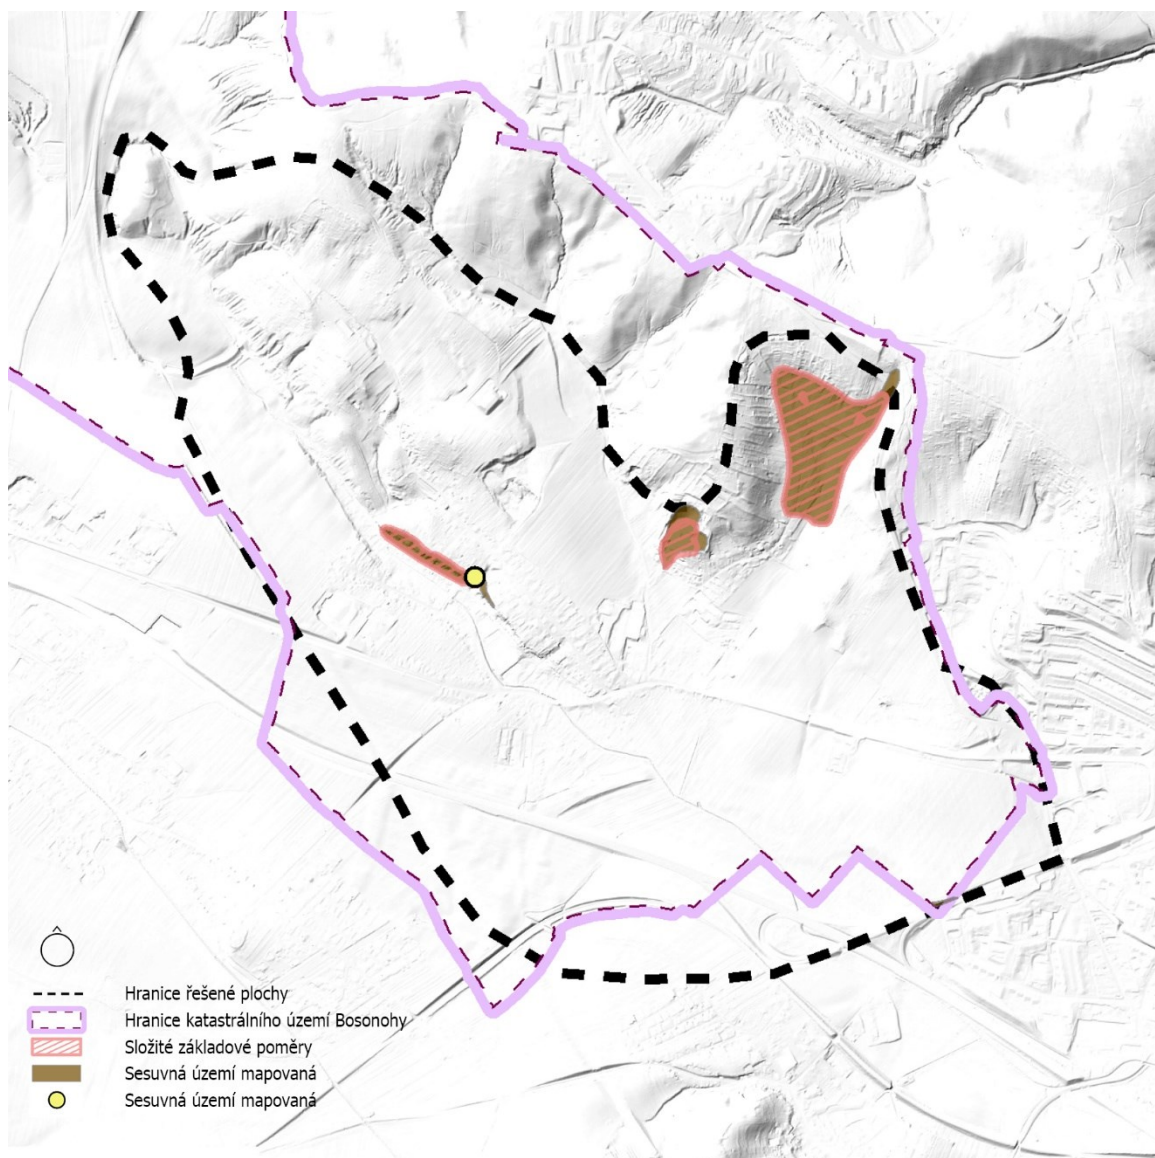 Hranice řešené plochy
Hranice katastrálního území Bosonohy
Složité základové poměry
Sesuvná území mapovaná
Sesuvná území mapovaná